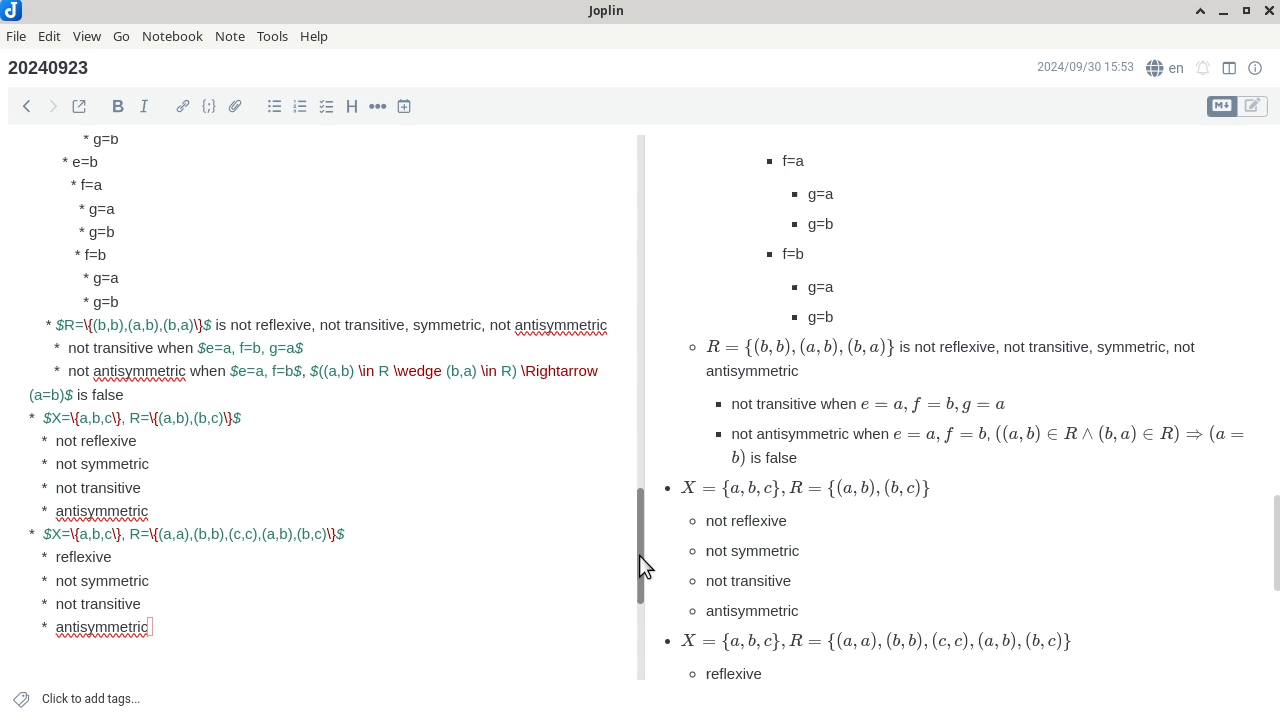 Joplin
File Edit View Go Notebook Note Tools Help
20240923
2024/09/30 15:53 en
* g=b
* e=b
* f=a
* g=a
* g=b
* f=b
* g=a
* g=b
* $R=\{(b,b),(a,b),(b,a)\}$ is not reflexive, not transitive, symmetric, not antisymmetric
* not transitive when $e=a, f=b, g=a$
* not antisymmetric when $e=a, f=b$, $((a,b) \in R \wedge (b,a) \in R) \Rightarrow
(a=b)$ is false
* $X=\{a,b,c\}, R=\{(a,b),(b,c)\}$
* not reflexive
* not symmetric
* not transitive
* antisymmetric
* $X=\{a,b,c\}, R=\{(a,a),(b,b),(c,c),(a,b),(b,c)\}$
* reflexive
* not symmetric
* not transitive
* antisymmetric
▪ f=a
▪ g=a
▪ g=b
▪ f=b
▪ g=a
▪ g=b
◦ R = {(b, b), (a, b), (b, a)} is not reflexive, not transitive, symmetric, not
antisymmetric
▪ not transitive when e = a, f = b, g = a
▪ not antisymmetric when e = a, f = b, ((a, b) ∈ R ∧ (b, a) ∈ R) ⇒ (a =
b) is false
• X = {a, b, c}, R = {(a, b), (b, c)}
◦ not reflexive
◦ not symmetric
◦ not transitive
◦ antisymmetric
• X = {a, b, c}, R = {(a, a), (b, b), (c, c), (a, b), (b, c)}
◦ reflexive
Click to add tags...